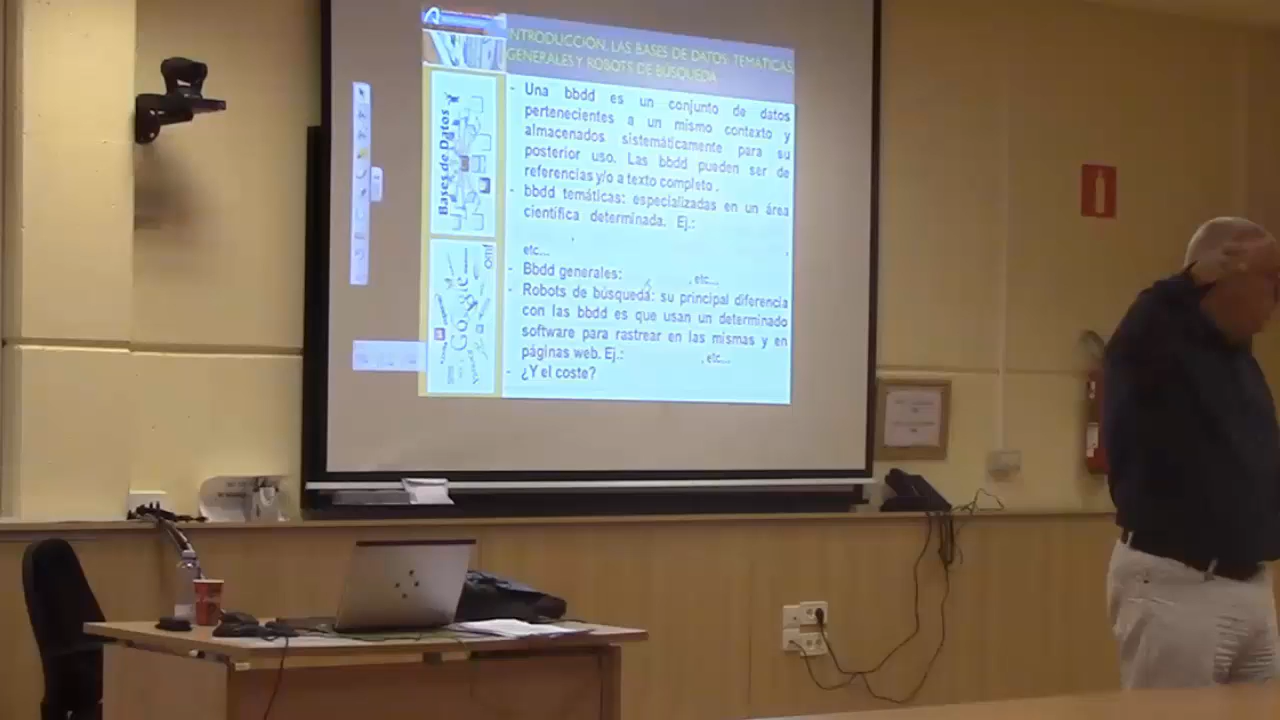 INTRODUCCIÓN. LAS BASES DE DATOS TEMÁTICAS,
GENERALES Y ROBOTS DE BÚSQUEDA
- Una bbdd es un conjunto de datos
pertenecientes a un mismo contexto y
almacenados sistemáticamente para su
posterior uso. Las bbdd pueden ser de
referencias y/o a texto completo .
- bbdd temáticas: especializadas en un área
científica determinada. Ej.:
etc...
- Bbdd generales: , etc...
- Robots de búsqueda: su principal diferencia
con las bbdd es que usan un determinado
software para rastrear en las mismas y en
páginas web. Ej.: , etc...
- ¿Y el coste?
Bases de Datos
Google